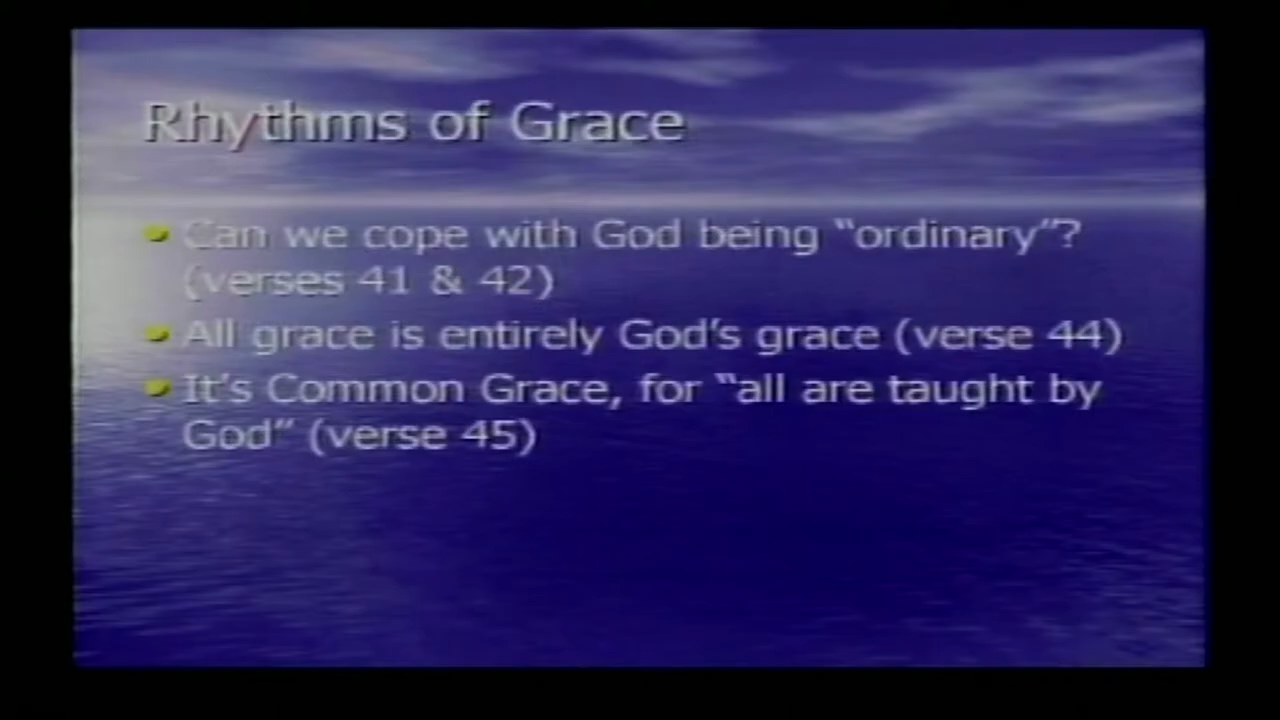 Rhythms of Grace
Can we cope with God being “ordinary”?
(verses 41 & 42)
All grace is entirely God’s grace (verse 44)
It’s Common Grace, for “all are taught by
God” (verse 45)